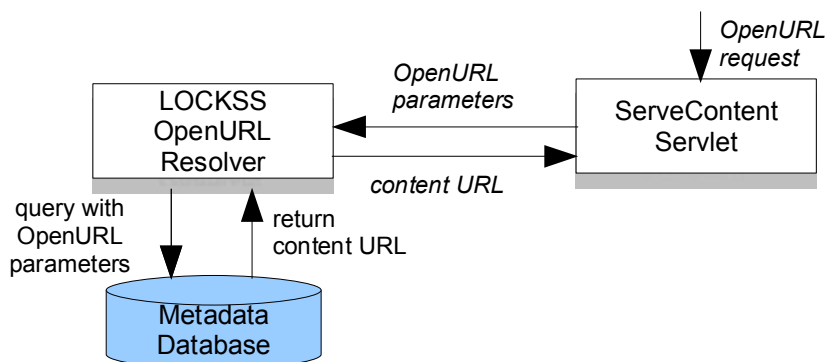 OpenURL
request
OpenURL
parameters
LOCKSS
OpenURL
Resolver
ServeContent
Servlet
content URL
query with
OpenURL
parameters
return
content URL
Metadata
Database